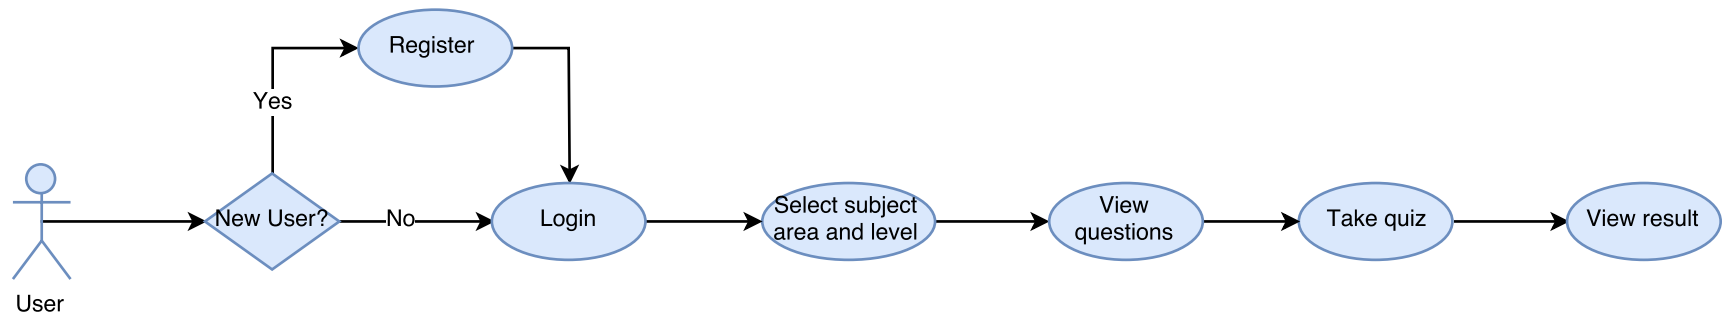 Register
Yes
New User?
No
Login
Select subject
area and level
View
questions
Take quiz
View result
User